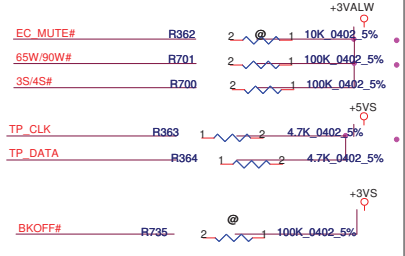 +3VALW
EC_MUTE# R362 2 @ 1 10K_0402_5%
65W/90W# R701 2 1 100K_0402_5%
3S/4S# R700 2 1 100K_0402_5%
+5VS
TP_CLK R363 1 2 4.7K_0402_5%
TP_DATA R364 1 2 4.7K_0402_5%
+3VS
@
BKOFF# R735 2 1 100K_0402_5%